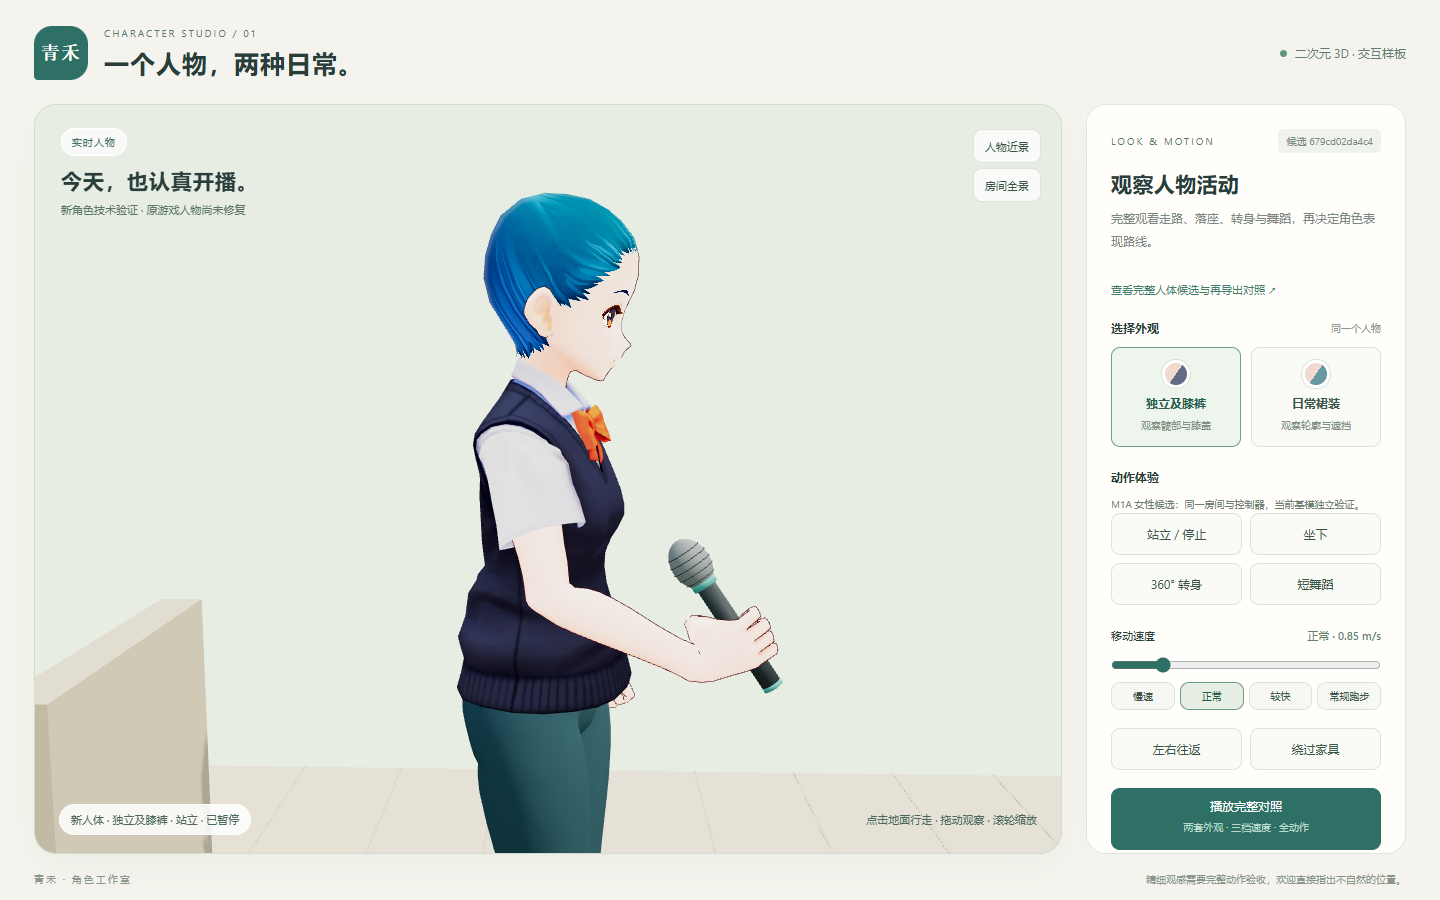 青禾
CHARACTER STUDIO / 01
一个人物，两种日常。
二次元 3D · 交互样板
实时人物
今天，也认真开播。
新角色技术验证 · 原游戏人物尚未修复
人物近景
房间全景
新人体 · 独立及膝裤 · 站立 · 已暂停
点击地面行走 · 拖动观察 · 滚轮缩放
LOOK & MOTION
候选 679cd02da4c4
观察人物活动
完整观看走路、落座、转身与舞蹈，再决定角色表
现路线。
查看完整人体候选与再导出对照 ↗
选择外观
同一个人物
独立及膝裤
观察髋部与膝盖
日常裙装
观察轮廓与遮挡
动作体验
M1A 女性候选：同一房间与控制器，当前基模独立验证。
站立 / 停止
坐下
360° 转身
短舞蹈
移动速度
正常 · 0.85 m/s
慢速
正常
较快
常规跑步
左右往返
绕过家具
播放完整对照
两套外观 · 三档速度 · 全动作
青禾 · 角色工作室
精细观感需要完整动作验收，欢迎直接指出不自然的位置。